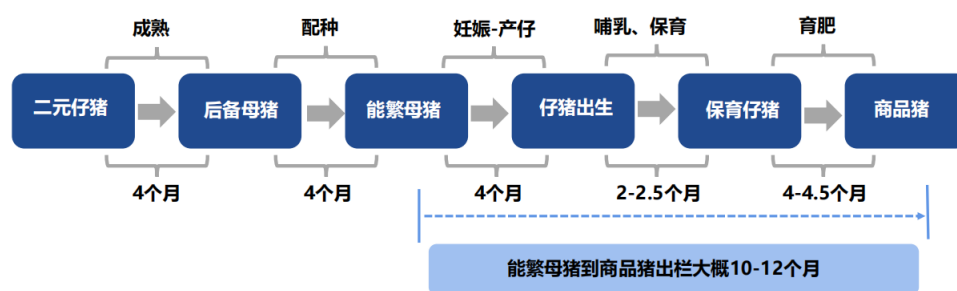 成熟
配种
妊娠-产仔
哺乳、保育
育肥
二元仔猪
后备母猪
能繁母猪
仔猪出生
保育仔猪
商品猪
4个月
4个月
4个月
2-2.5个月
4-4.5个月
能繁母猪到商品猪出栏大概10-12个月